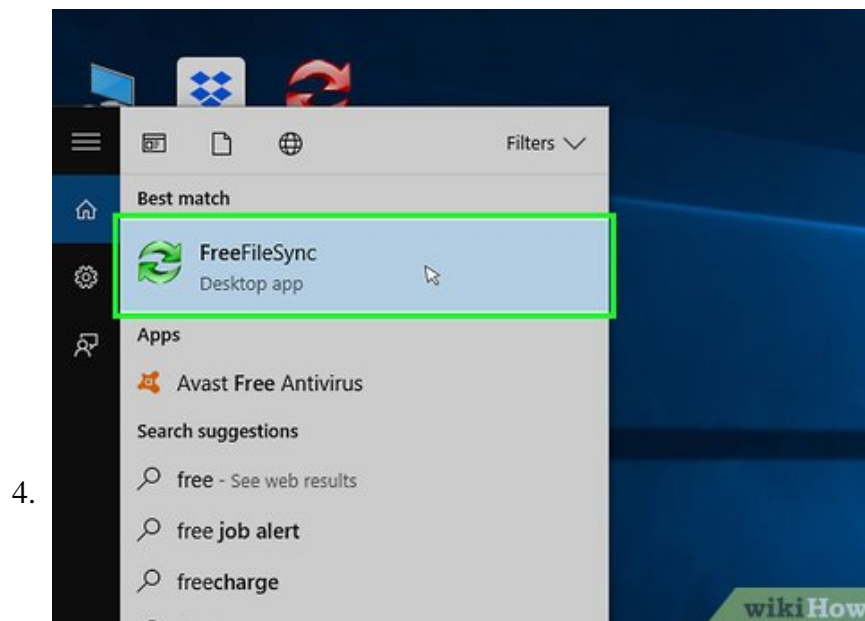 Filters
Best match
FreeFileSync
Desktop app
Apps
Avast Free Antivirus
Search suggestions
free - See web results
free job alert
freecharge
4.
wikiHow